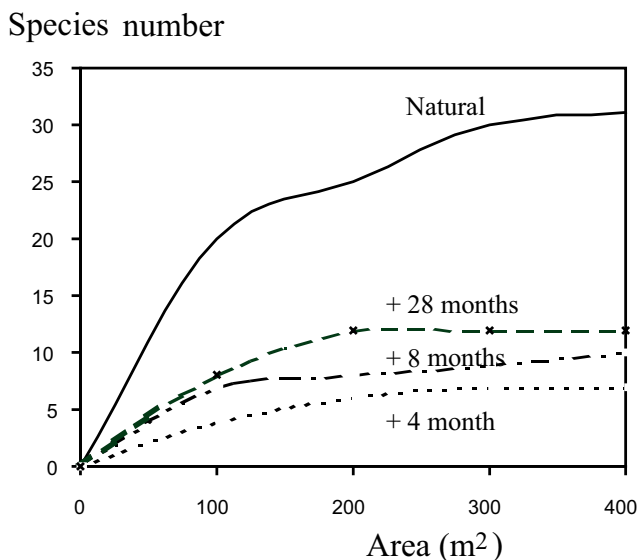 Species number
35
30
25
20
15
10
5
0
Natural
+ 28 months
+ 8 months
+ 4 month
0 100 200 300 400
Area (m²)